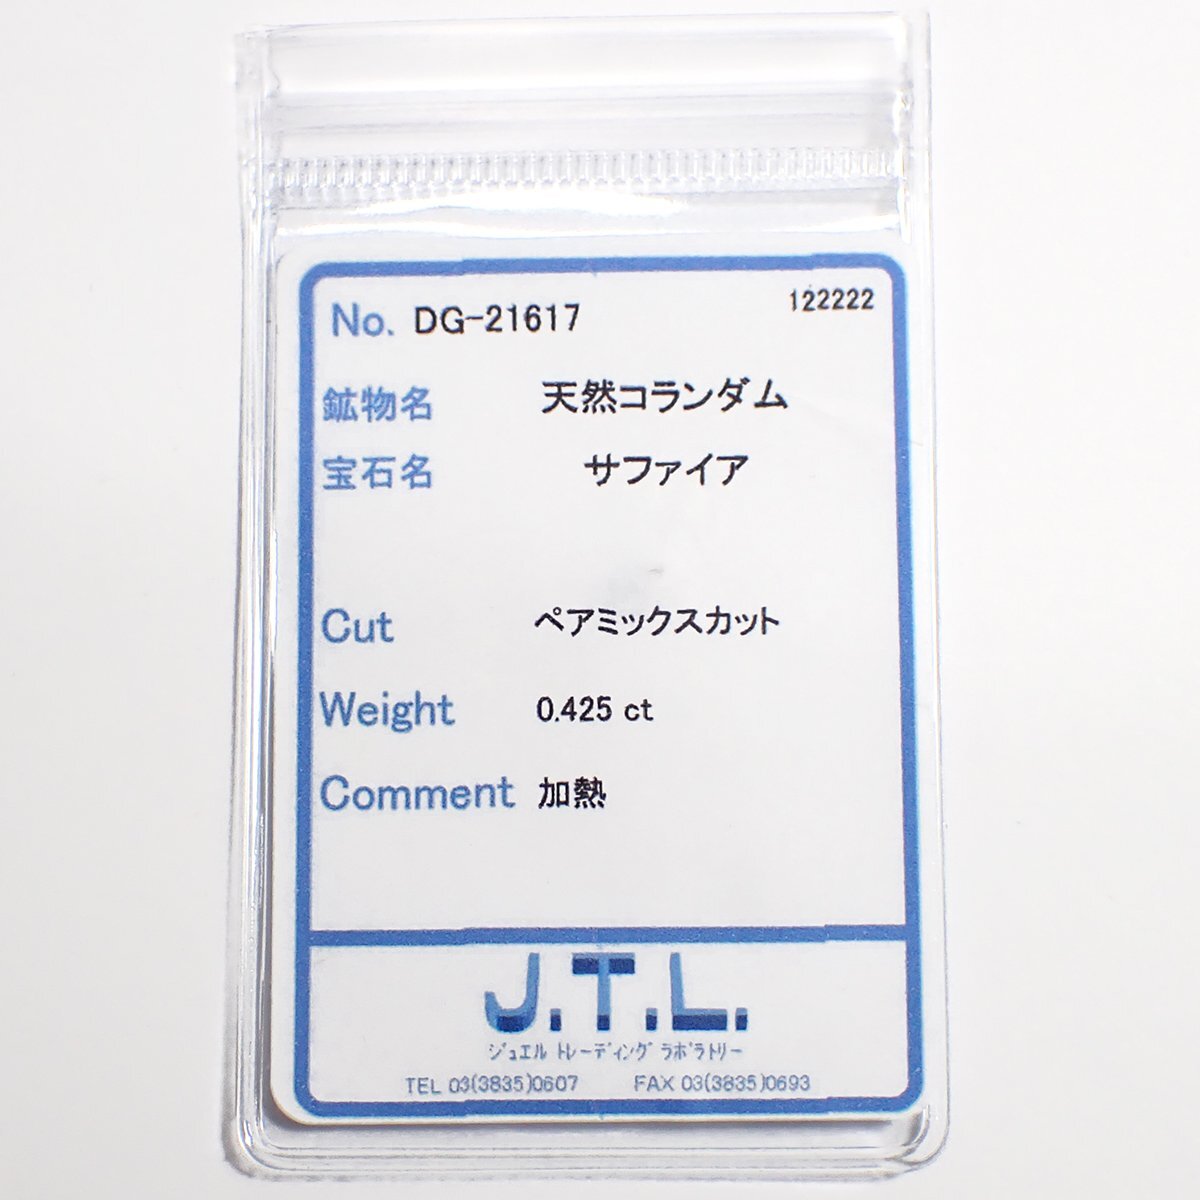 No. DG-21617 122222
鉱物名 天然コランダム
宝石名 サファイア
Cut ペアミックスカット
Weight 0.425 ct
Comment 加熱
J.T.L.
ジュエル トレーディング ラボラトリー
TEL 03(3835)0607 FAX 03(3835)0693